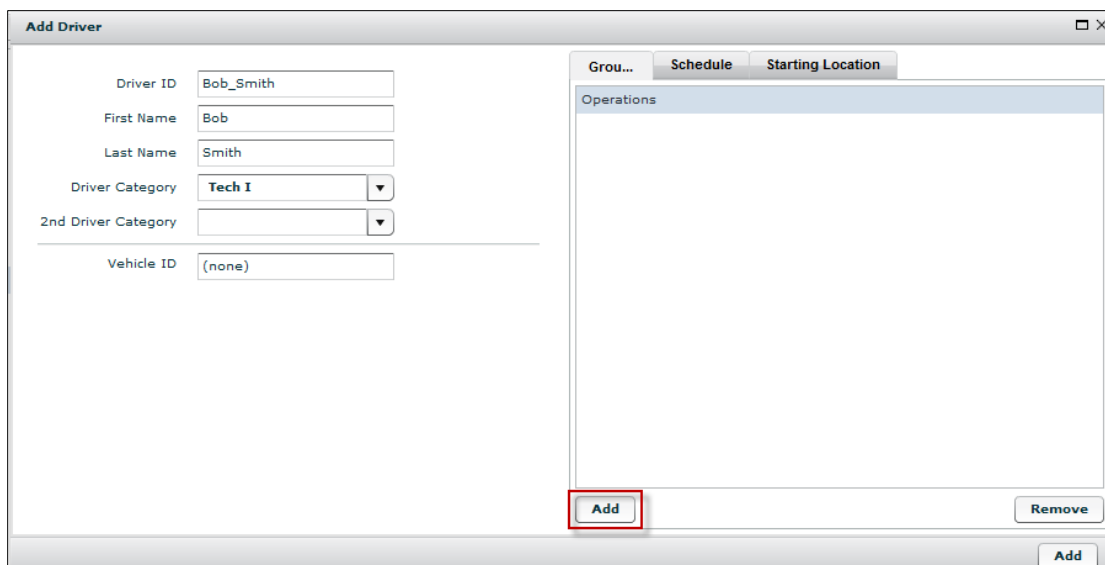 Add Driver
Driver ID Bob_Smith
First Name Bob
Last Name Smith
Driver Category Tech I
2nd Driver Category
Vehicle ID (none)
Grou... Schedule Starting Location
Operations
Add Remove
Add